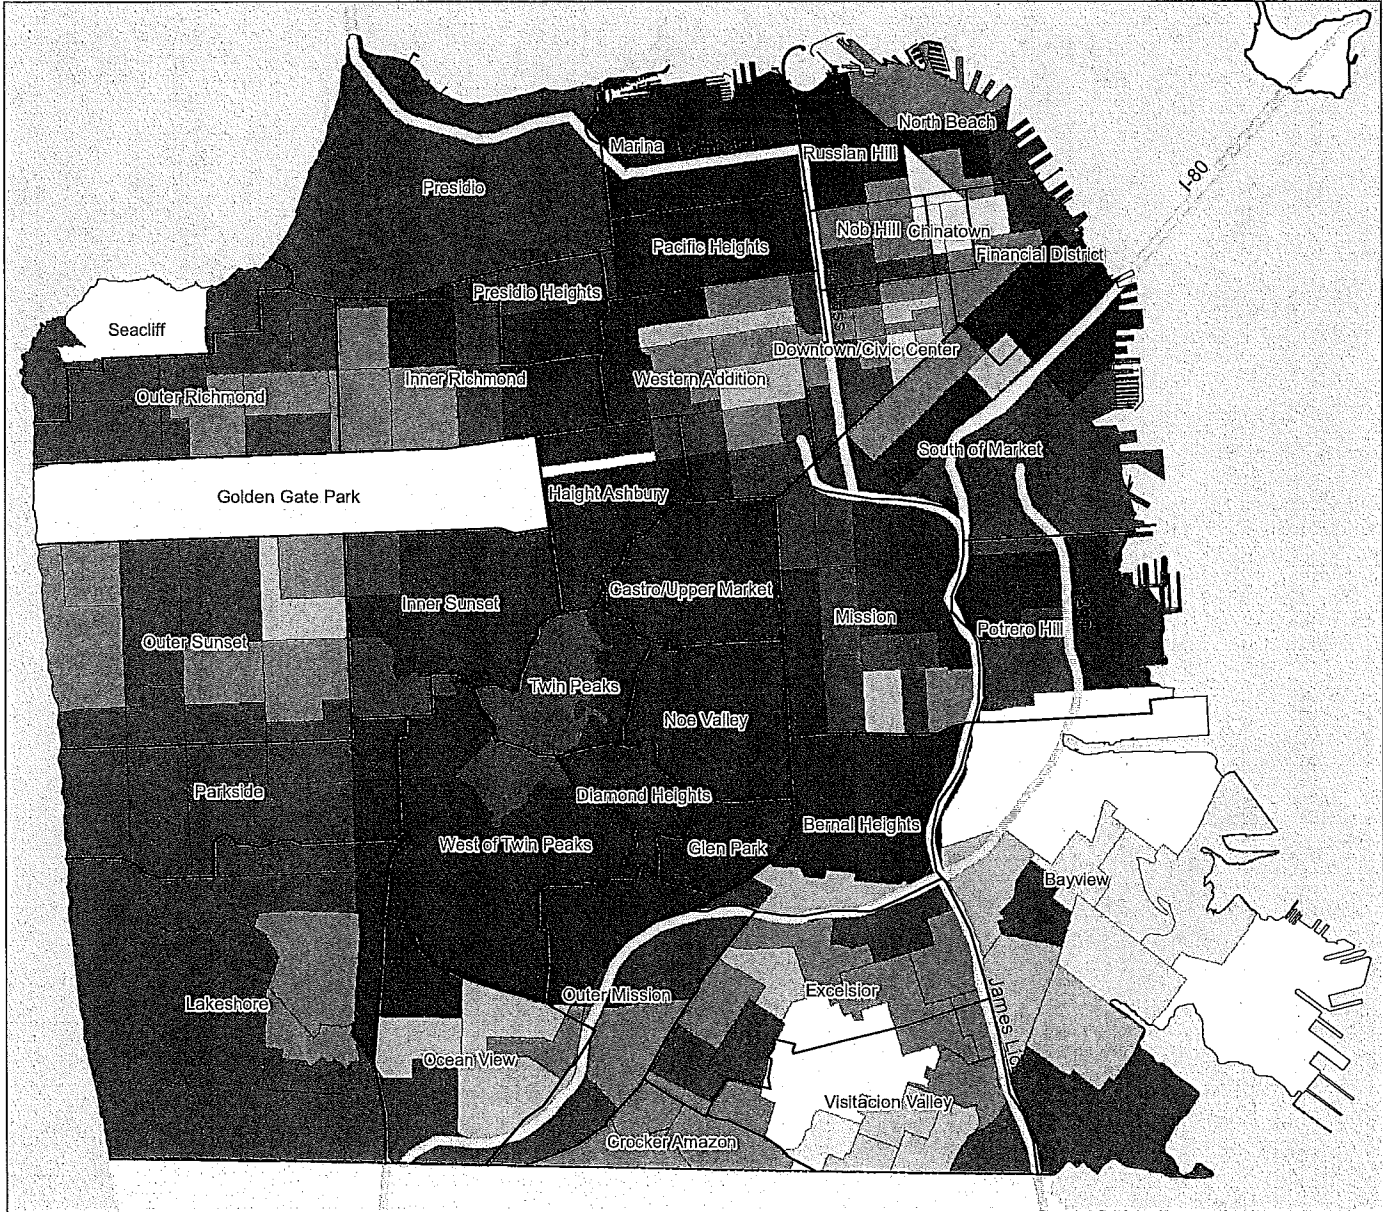 North Beach
Marina
Russian Hill
Presidio
I-80
Nob Hill
Chinatown
Pacific Heights
Financial District
Presidio Heights
Seacliff
Downtown/Civic Center
Inner Richmond
Western Addition
Outer Richmond
South of Market
Golden Gate Park
Haight Ashbury
Castro/Upper Market
Inner Sunset
Mission
Potrero Hill
Outer Sunset
Twin Peaks
Noe Valley
Parkside
Diamond Heights
Bernal Heights
West of Twin Peaks
Glen Park
Bayview
Excelsior
Outer Mission
Lakeshore
James Lic
Ocean View
Visitacion Valley
Crocker Amazon